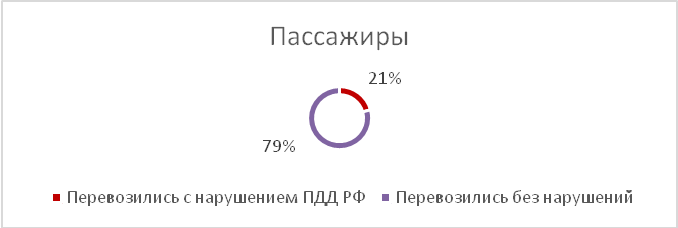 Пассажиры
21%
79%
Перевозились с нарушением ПДД РФ
Перевозились без нарушений